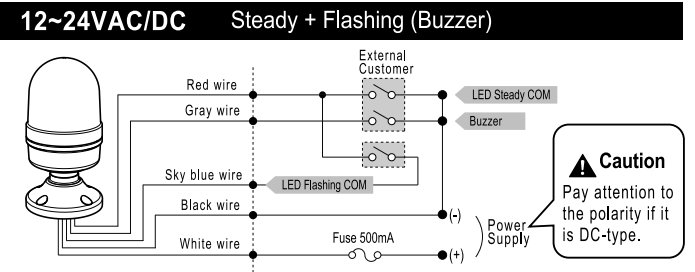 12~24VAC/DC Steady + Flashing (Buzzer)
External
Customer
Red wire
LED Steady COM
Gray wire
Buzzer
Sky blue wire
LED Flashing COM
Black wire
(-)
White wire
Fuse 500mA
(+)
Power
Supply
Caution
Pay attention to
the polarity if it
is DC-type.